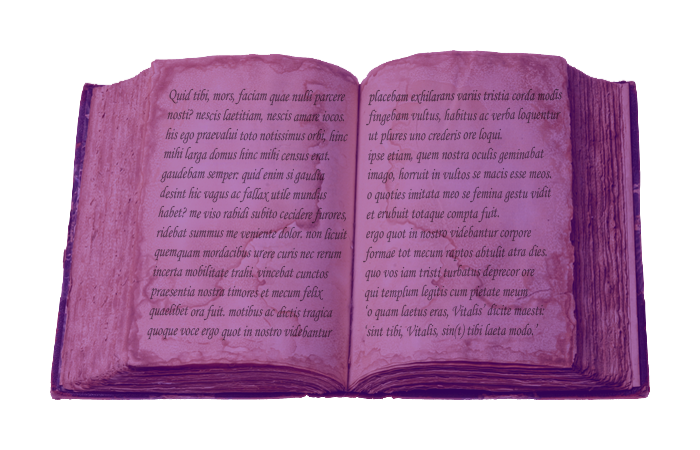 Quid tibi, mors, faciam quae nulli parcere
nosti? nescis laetitiam, nescis amare iocos.
his ego praevalui toto notissimus orbi, hinc
mihi larga domus hinc mihi census erat.
gaudebam semper: quid enim si gaudia
desint hic vagus ac fallax utile mundus
habet? me viso rabidi subito cecidere furores,
ridebat summus me veniente dolor. non licuit
quemquam mordacibus urere curis nec rerum
incerta mobilitate trahi. vincebat cunctos
praesentia nostra timores et mecum felix
quaelibet ora fuit. motibus ac dictis tragica
quoque voce ergo quot in nostro videbantur
placebam exhilarans variis tristia corda modis
fingebam vultus, habitus ac verba loquentur
ut plures uno crederis ore loqui.
ipse etiam, quem nostra oculis geminabat
imago, horruit in vultos se macis esse meos.
o quoties imitata meo se femina gestu vidit
et erubuit totaque compta fuit.
ergo quot in nostro videbantur corpore
formae tot mecum raptos abtulit atra dies.
quo vos iam tristi turbatus deprecor ore
qui templum legitis cum pietate meum
'o quam laetus eras, Vitalis' dicite maesti:
'sint tibi, Vitalis, sin(t) tibi laeta modo,'